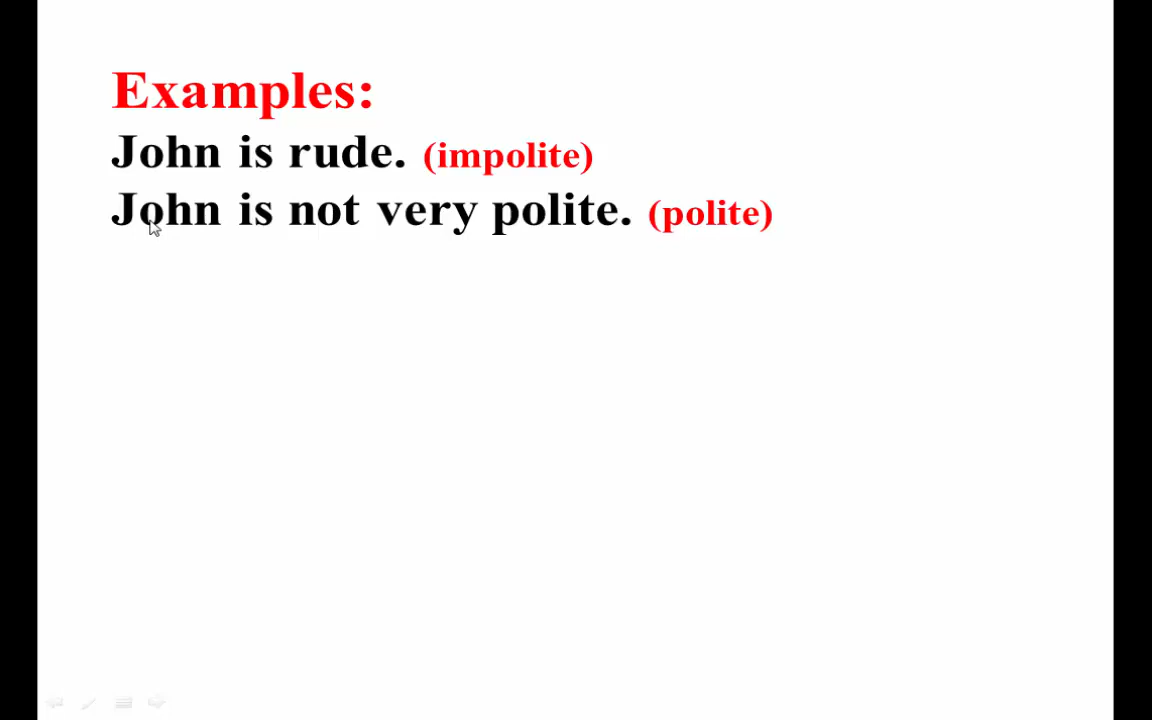 Examples:
John is rude. (impolite)
John is not very polite. (polite)